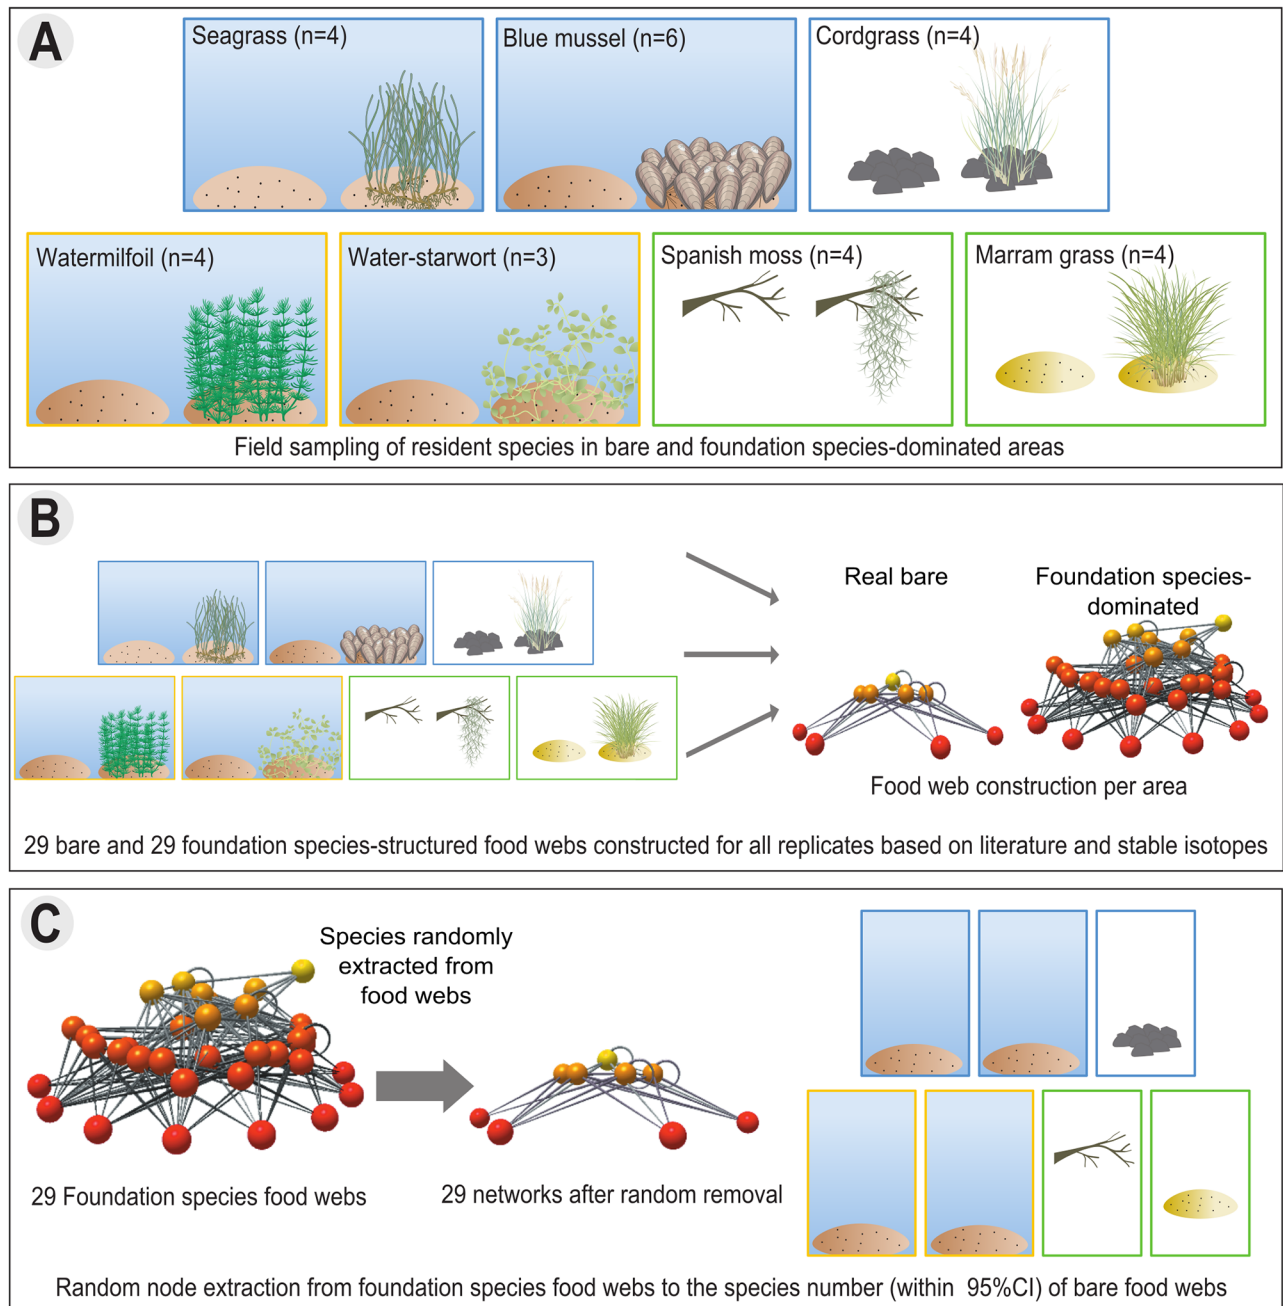 A
Seagrass (n=4)
Blue mussel (n=6)
Cordgrass (n=4)
Watermilfoil (n=4)
Water-starwort (n=3)
Spanish moss (n=4)
Marram grass (n=4)
Field sampling of resident species in bare and foundation species-dominated areas
B
Real bare
Foundation species-
dominated
Food web construction per area
29 bare and 29 foundation species-structured food webs constructed for all replicates based on literature and stable isotopes
C
Species randomly
extracted from
food webs
29 Foundation species food webs
29 networks after random removal
Random node extraction from foundation species food webs to the species number (within 95%CI) of bare food webs